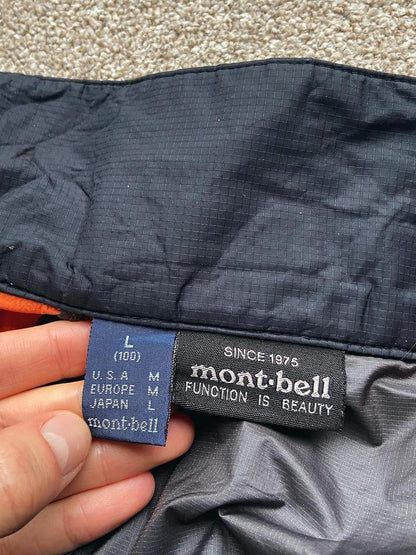 L
(100)
U.S.A M
EUROPE M
JAPAN L
mont-bell
SINCE 1975
mont-bell
FUNCTION IS BEAUTY